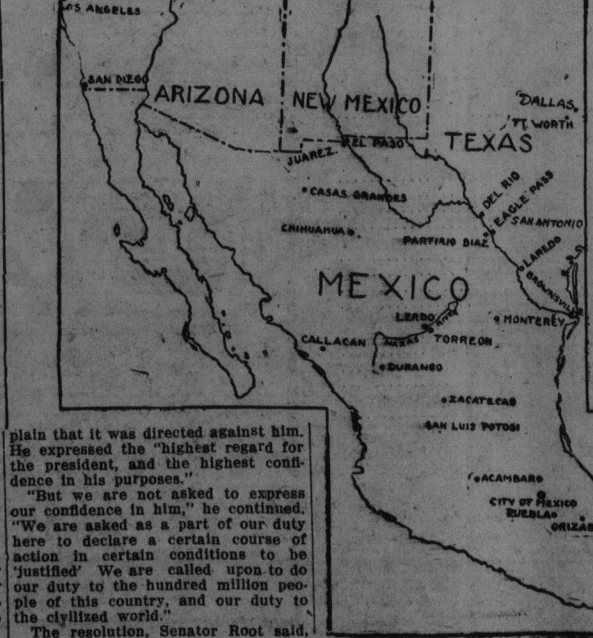 OS ANGELES
SAN DIEGO
ARIZONA
NEW MEXICO
DALLAS
FT WORTH
TEXAS
EL PASO
JUAREZ
CASAS GRANDES
DEL RIO
EAGLE PASS
SAN ANTONIO
CHIHUAHUA
PARFIRIO DIAZ
LAREDO
BROWNSVILLE
MEXICO
LERDO
NAZAS RIVER
MONTEREY
CALLACAN
TORREON
DURANGO
ZACATECAS
SAN LUIS POTOSI
ACAMBARO
CITY OF MEXICO
PUEBLA
ORIZAB
plain that it was directed against him.
He expressed the "highest regard for
the president, and the highest confi-
dence in his purposes."
"But we are not asked to express
our confidence in him," he continued.
"We are asked as a part of our duty
here to declare a certain course of
action in certain conditions to be
'justified' We are called upon to do
our duty to the hundred million peo-
ple of this country, and our duty to
the civilized world."
The resolution, Senator Root said,